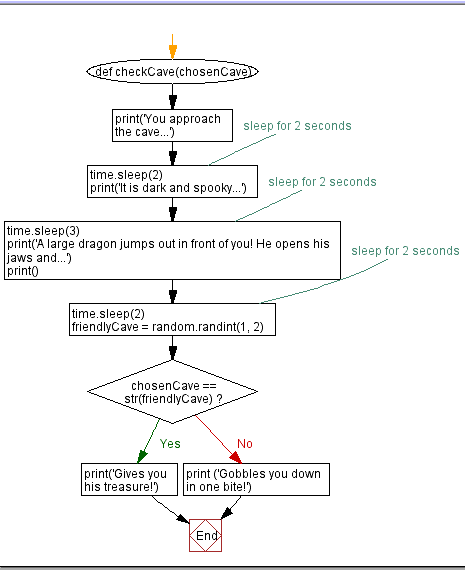 def checkCave(chosenCave)
print('You approach
the cave...')
sleep for 2 seconds
time.sleep(2)
print('It is dark and spooky...')
sleep for 2 seconds
time.sleep(3)
print('A large dragon jumps out in front of you! He opens his
jaws and...')
print()
sleep for 2 seconds
time.sleep(2)
friendlyCave = random.randint(1, 2)
chosenCave ==
str(friendlyCave) ?
Yes
No
print('Gives you
his treasure!')
print ('Gobbles you down
in one bite!')
End